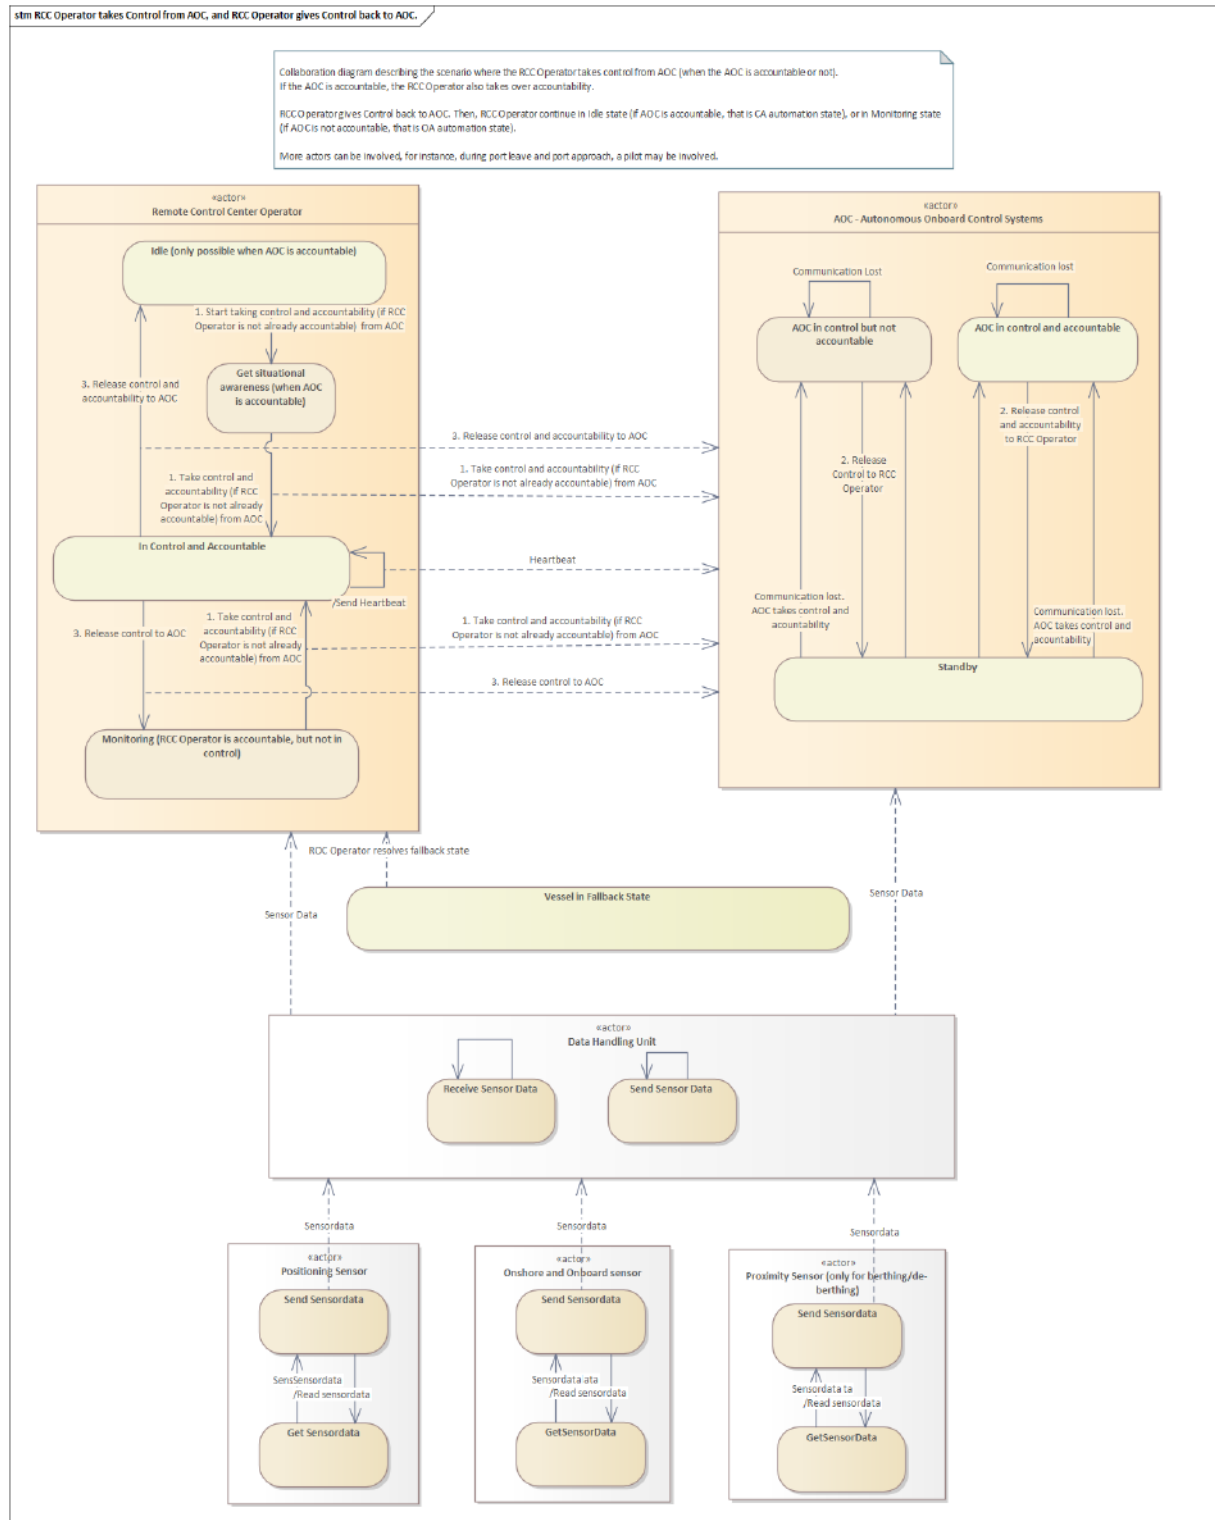 stm RCC Operator takes Control from AOC, and RCC Operator gives Control back to AOC.
Collaboration diagram describing the scenario where the RCC Operator takes control from AOC (when the AOC is accountable or not).
If the AOC is accountable, the RCC Operator also takes over accountability.
RCC Operator gives Control back to AOC. Then, RCC Operator continue in Idle state (if AOC is accountable, that is CA automation state), or in Monitoring state
(if AOC is not accountable, that is OA automation state).
More actors can be involved, for instance, during port leave and port approach, a pilot may be involved.
«actor»
Remote Control Center Operator
Idle (only possible when AOC is accountable)
1. Start taking control and accountability (if RCC
Operator is not already accountable) from AOC
Get situational
awareness (when AOC
is accountable)
3. Release control and
accountability to AOC
1. Take control and
accountability (if RCC
Operator is not already
accountable) from AOC
In Control and Accountable
/Send Heartbeat
3. Release control to AOC
1. Take control and
accountability (if RCC
Operator is not already
accountable) from AOC
Monitoring (RCC Operator is accountable, but not in
control)
3. Release control and accountability to AOC
1. Take control and accountability (if RCC
Operator is not already accountable) from AOC
Heartbeat
1. Take control and accountability (if RCC
Operator is not already accountable) from AOC
3. Release control to AOC
«actor»
AOC - Autonomous Onboard Control Systems
Communication Lost
Communication lost
AOC in control but not
accountable
AOC in control and accountable
2. Release control
and accountability
to RCC Operator
2. Release
Control to RCC
Operator
Communication lost.
AOC takes control and
acountability
Communication lost.
AOC takes control and
acountability
Standby
ROC Operator resolves fallback state
Vessel in Fallback State
Sensor Data
Sensor Data
«actor»
Data Handling Unit
Receive Sensor Data
Send Sensor Data
Sensordata
Sensordata
Sensordata
«actor»
Positioning Sensor
Send Sensordata
SensSensordata
/Read sensordata
Get Sensordata
«actor»
Onshore and Onboard sensor
Send Sensordata
Sensordata ata
/Read sensordata
GetSensorData
«actor»
Proximity Sensor (only for berthing/de-
berthing)
Send Sensordata
Sensordata ta
/Read sensordata
GetSensorData